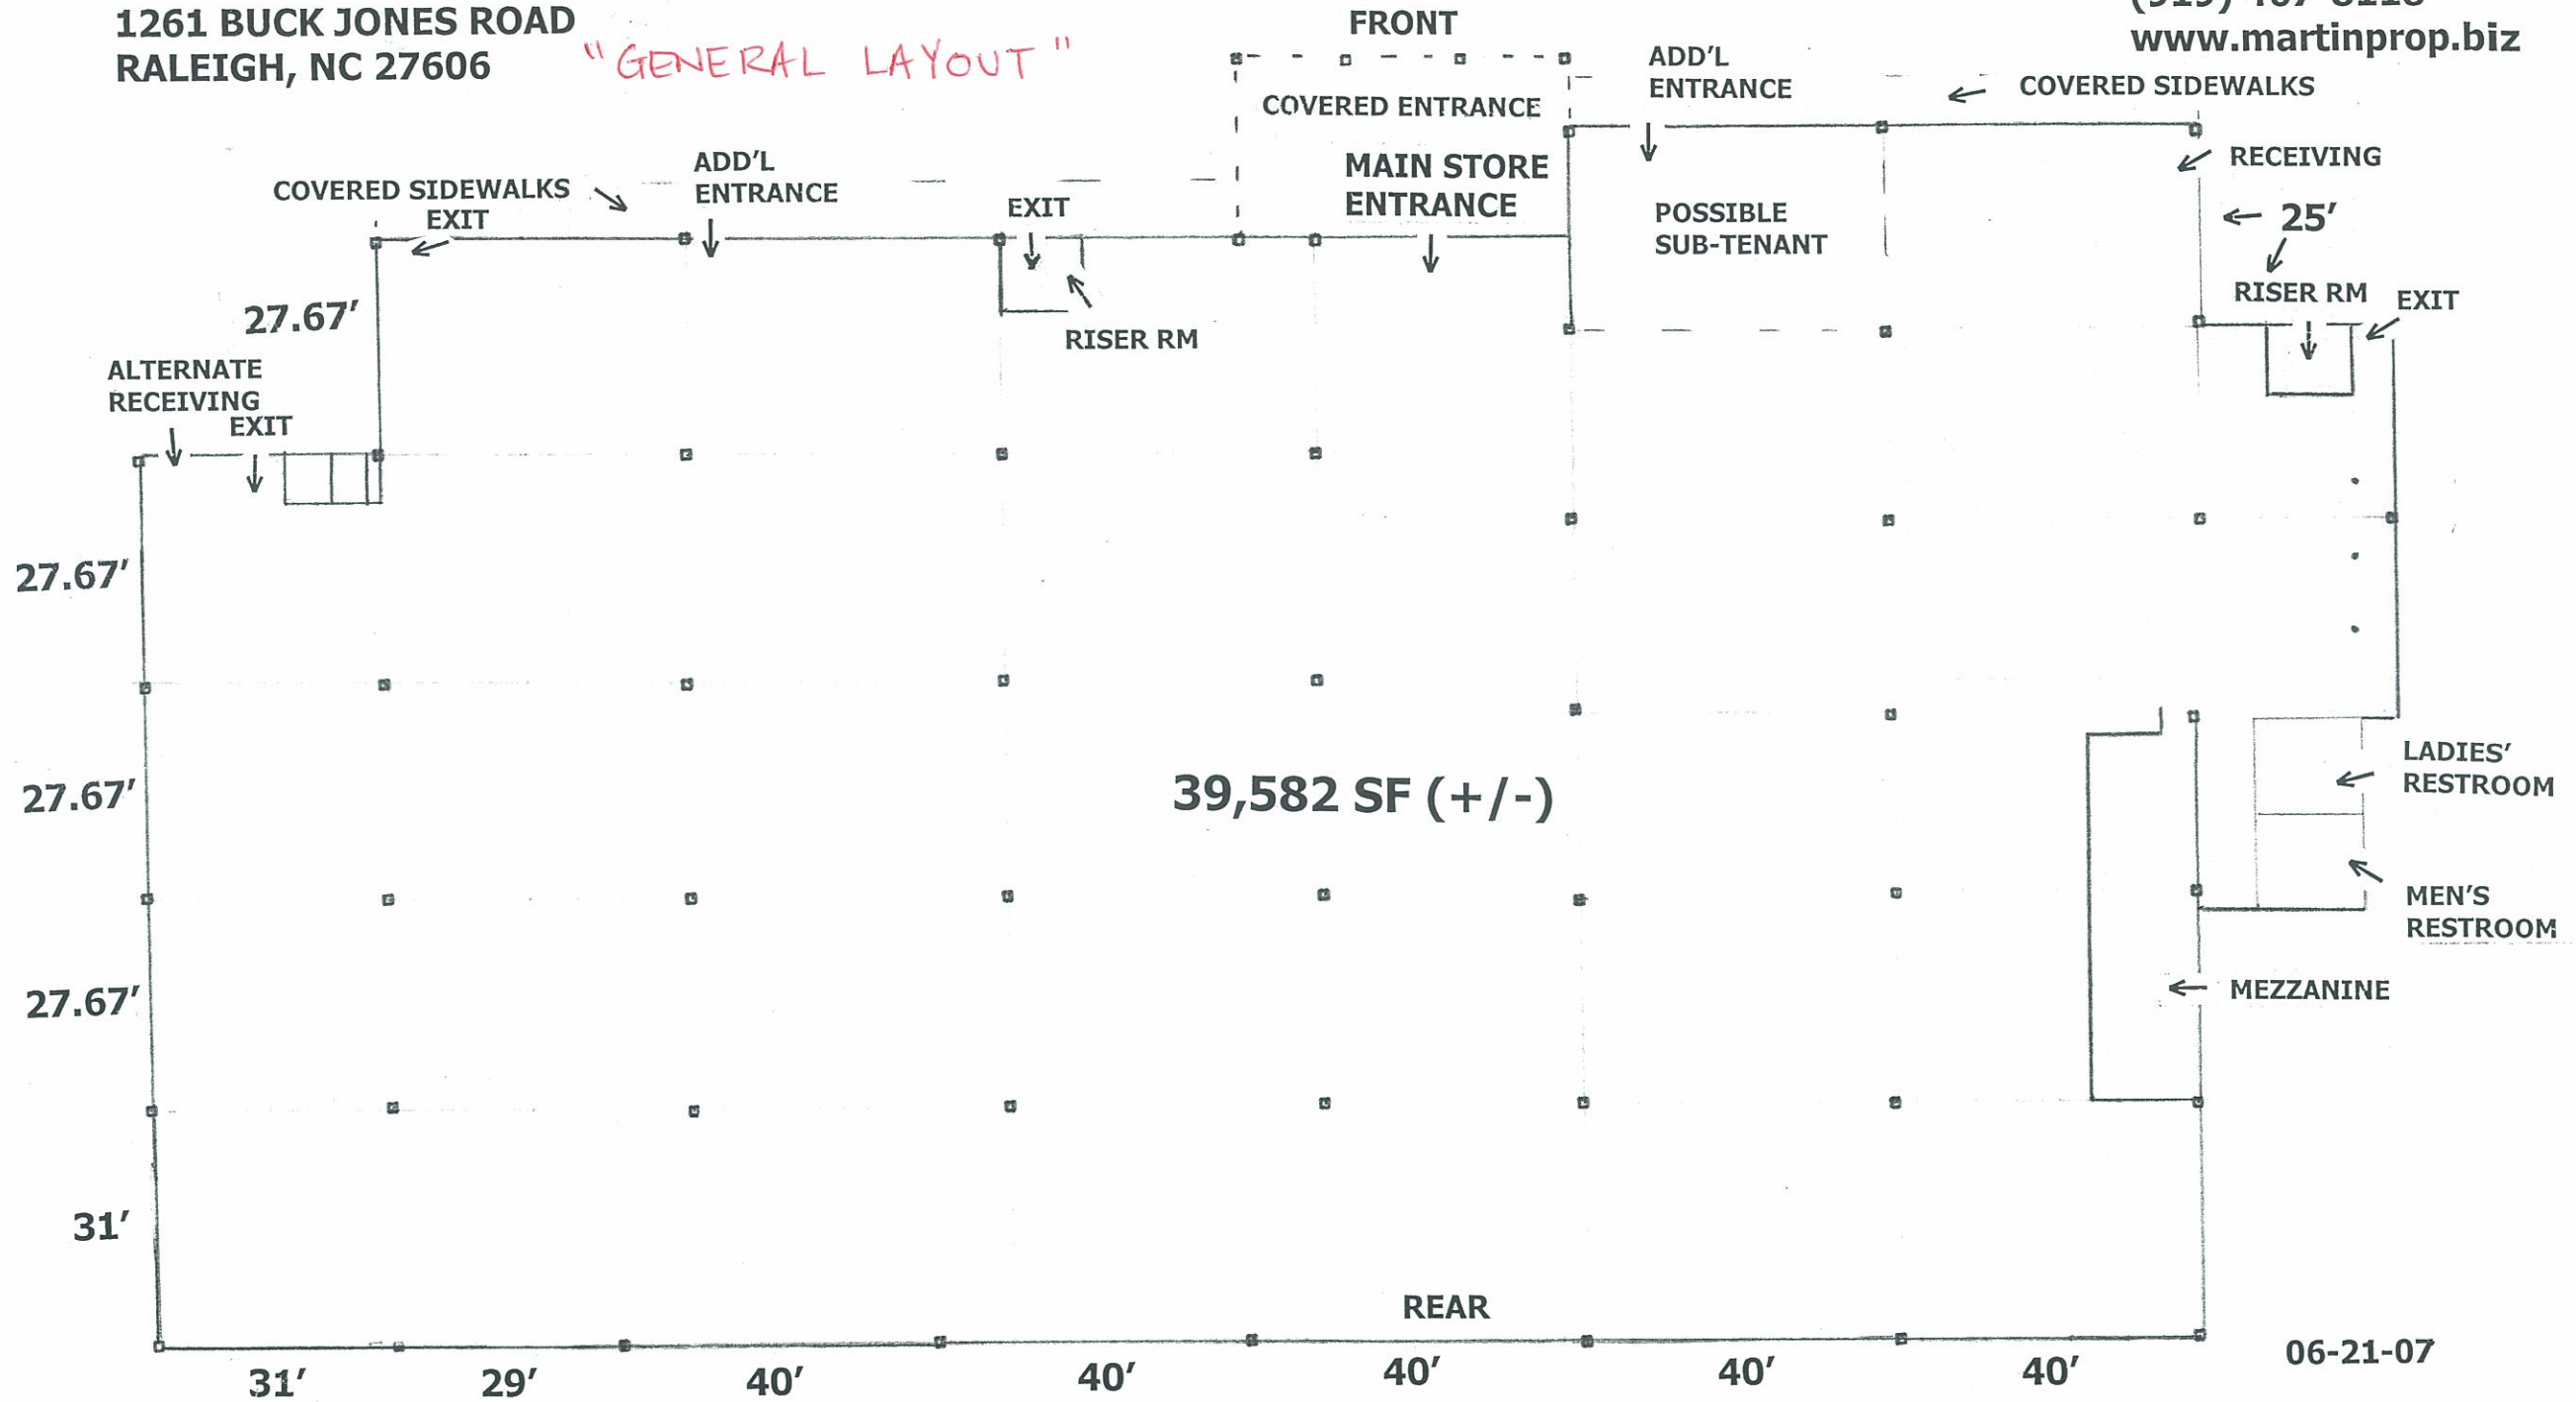 1261 BUCK JONES ROAD
RALEIGH, NC 27606
"GENERAL LAYOUT"
FRONT
www.martinprop.biz
COVERED ENTRANCE
ADD'L
ENTRANCE
COVERED SIDEWALKS
MAIN STORE
ENTRANCE
RECEIVING
25'
POSSIBLE
SUB-TENANT
RISER RM
EXIT
COVERED SIDEWALKS
EXIT
ADD'L
ENTRANCE
EXIT
RISER RM
27.67'
ALTERNATE
RECEIVING
EXIT
27.67'
27.67'
39,582 SF (+/-)
LADIES'
RESTROOM
MEN'S
RESTROOM
MEZZANINE
27.67'
31'
REAR
31'
29'
40'
40'
40'
40'
40'
06-21-07